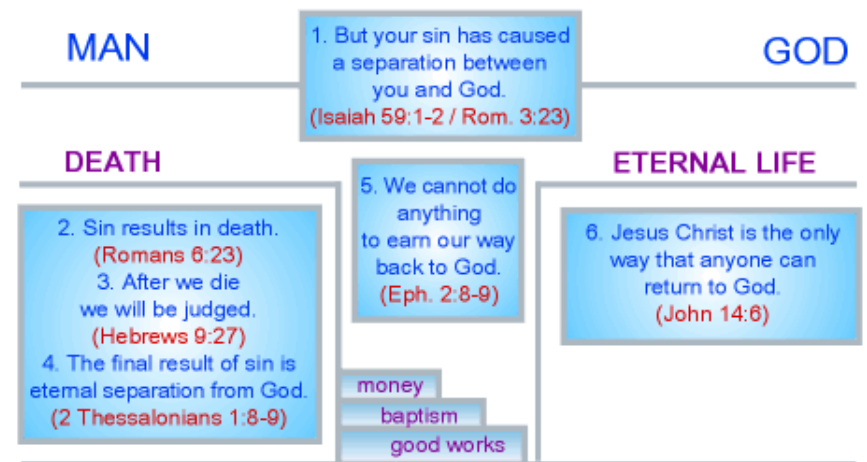 MAN
1. But your sin has caused
a separation between
you and God.
(Isaiah 59:1-2 / Rom. 3:23)
GOD
DEATH
ETERNAL LIFE
2. Sin results in death.
(Romans 6:23)
3. After we die
we will be judged.
(Hebrews 9:27)
4. The final result of sin is
eternal separation from God.
(2 Thessalonians 1:8-9)
5. We cannot do
anything
to earn our way
back to God.
(Eph. 2:8-9)
6. Jesus Christ is the only
way that anyone can
return to God.
(John 14:6)
money
baptism
good works